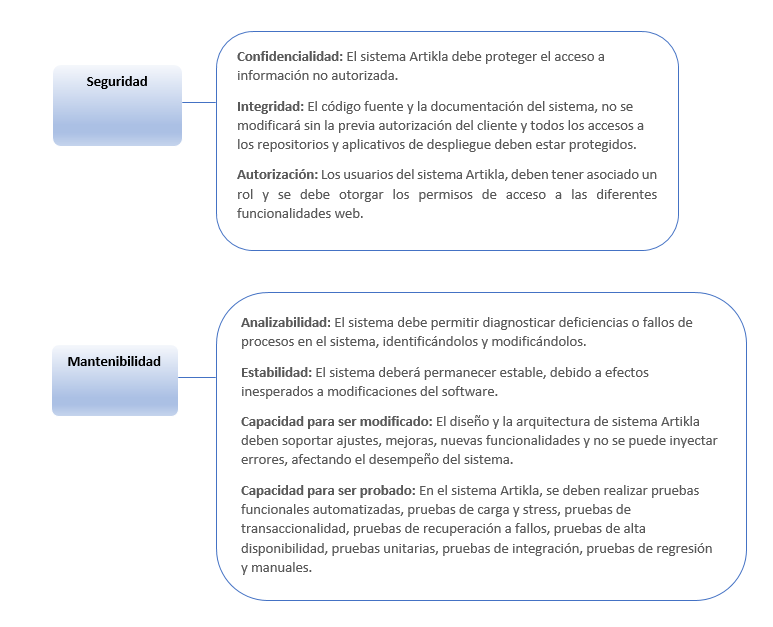 Seguridad
Confidencialidad: El sistema Artikla debe proteger el acceso a
información no autorizada.
Integridad: El código fuente y la documentación del sistema, no se
modificará sin la previa autorización del cliente y todos los accesos a
los repositorios y aplicativos de despliegue deben estar protegidos.
Autorización: Los usuarios del sistema Artikla, deben tener asociado un
rol y se debe otorgar los permisos de acceso a las diferentes
funcionalidades web.
Mantenibilidad
Analizabilidad: El sistema debe permitir diagnosticar deficiencias o fallos de
procesos en el sistema, identificándolos y modificándolos.
Estabilidad: El sistema deberá permanecer estable, debido a efectos
inesperados a modificaciones del software.
Capacidad para ser modificado: El diseño y la arquitectura de sistema Artikla
deben soportar ajustes, mejoras, nuevas funcionalidades y no se puede inyectar
errores, afectando el desempeño del sistema.
Capacidad para ser probado: En el sistema Artikla, se deben realizar pruebas
funcionales automatizadas, pruebas de carga y stress, pruebas de
transaccionalidad, pruebas de recuperación a fallos, pruebas de alta
disponibilidad, pruebas unitarias, pruebas de integración, pruebas de regresión
y manuales.